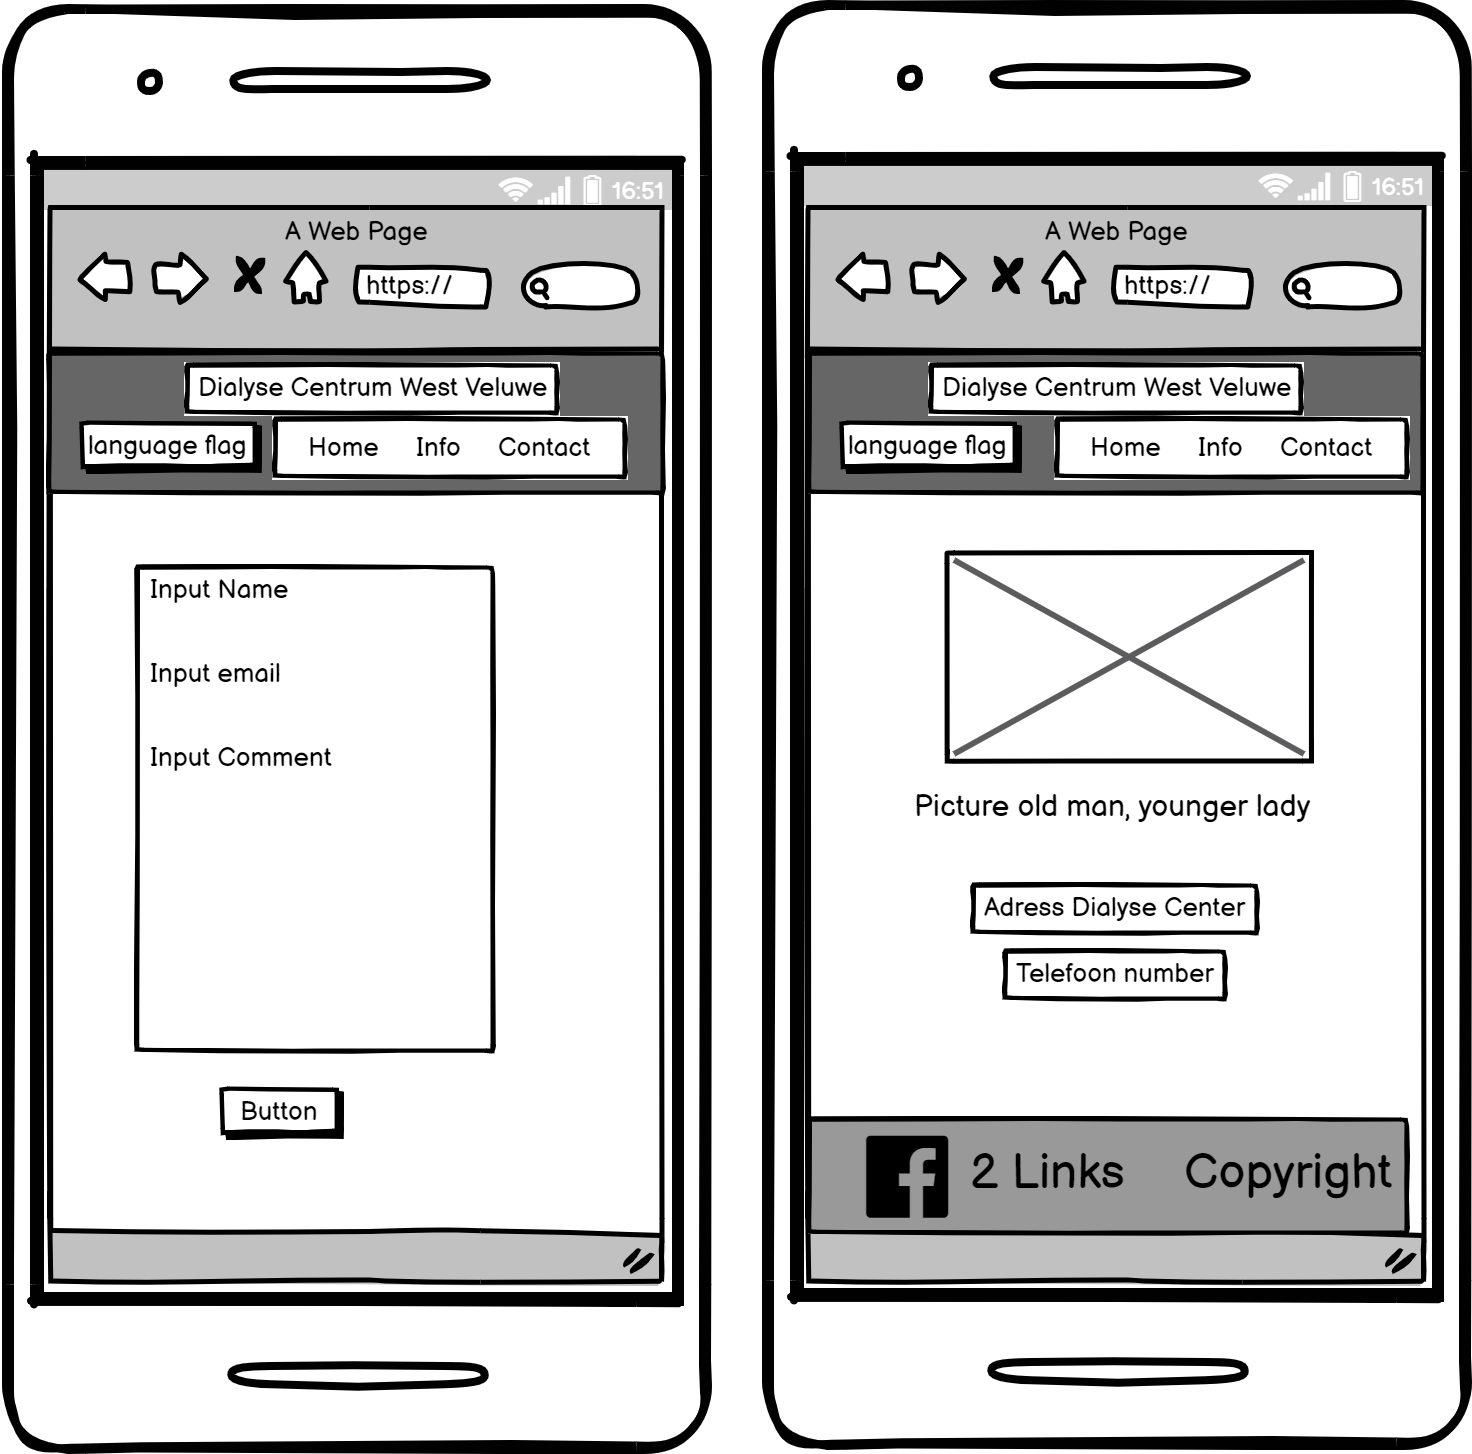 16:51
A Web Page
https://
Dialyse Centrum West Veluwe
language flag
Home Info Contact
Input Name
Input email
Input Comment
Button
16:51
A Web Page
https://
Dialyse Centrum West Veluwe
language flag
Home Info Contact
Picture old man, younger lady
Adress Dialyse Center
Telefoon number
2 Links Copyright